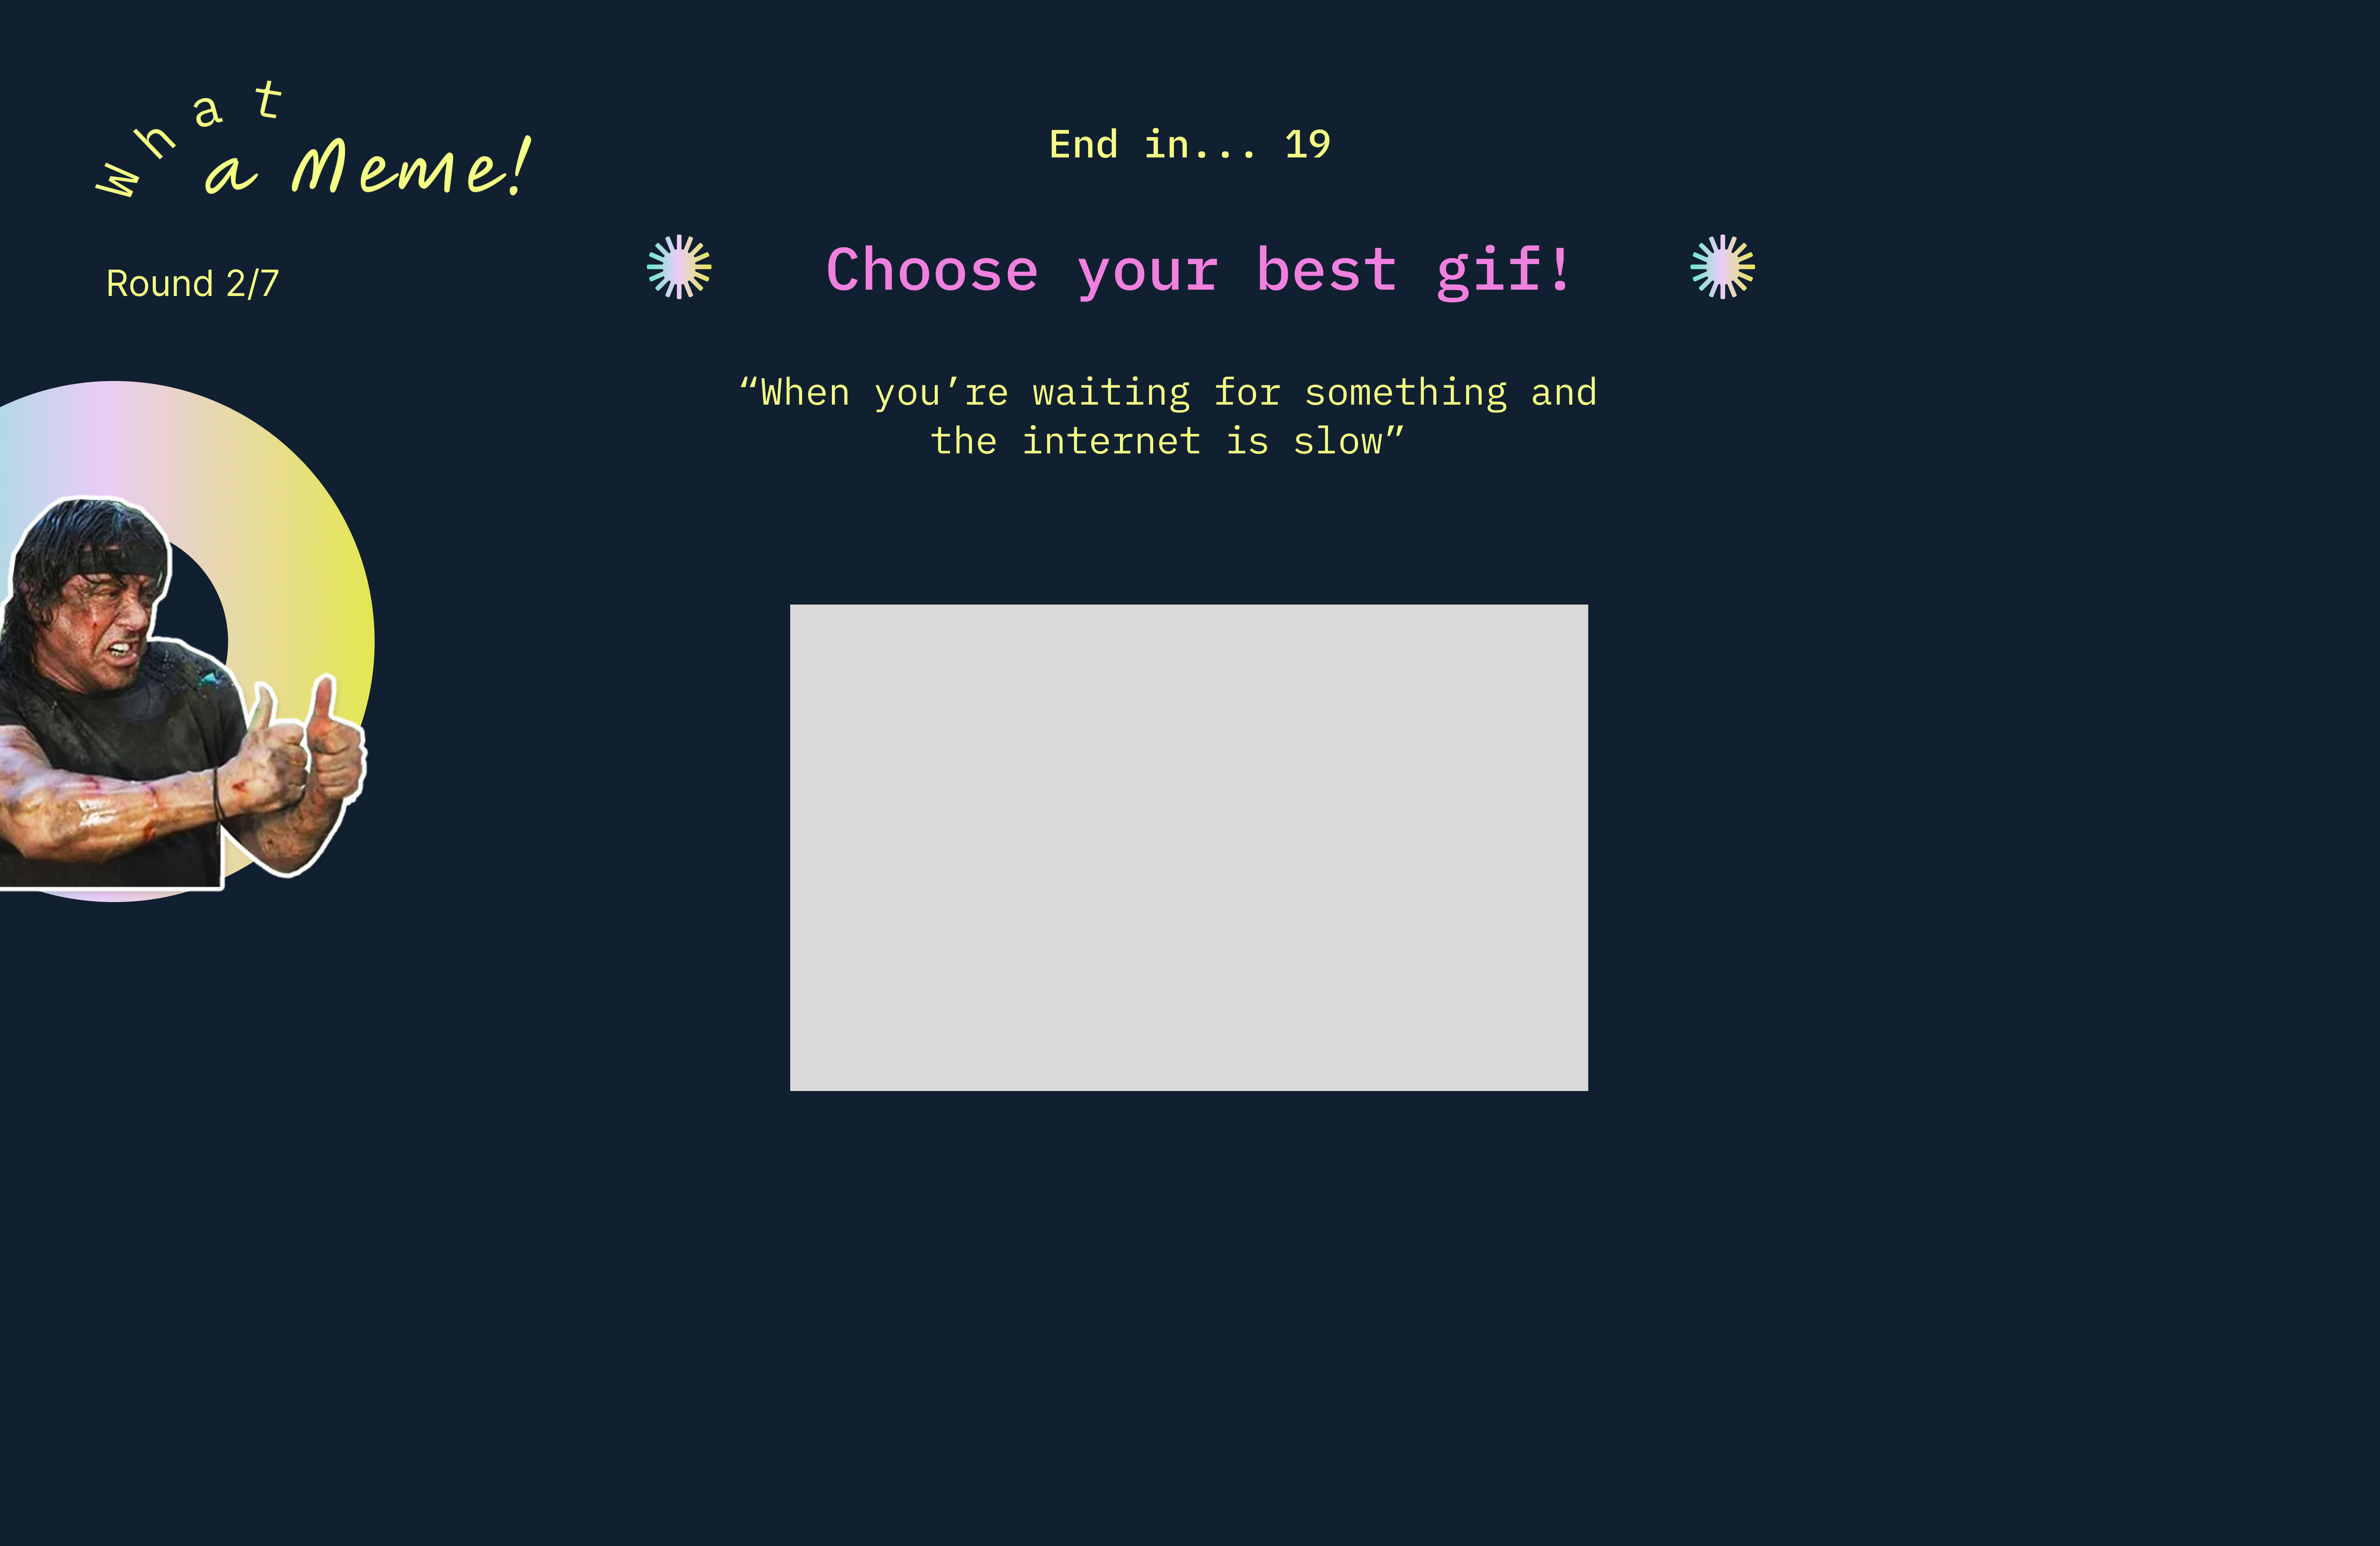 What
a Meme!
End in... 19
Round 2/7
Choose your best gif!
“When you’re waiting for something and
the internet is slow”